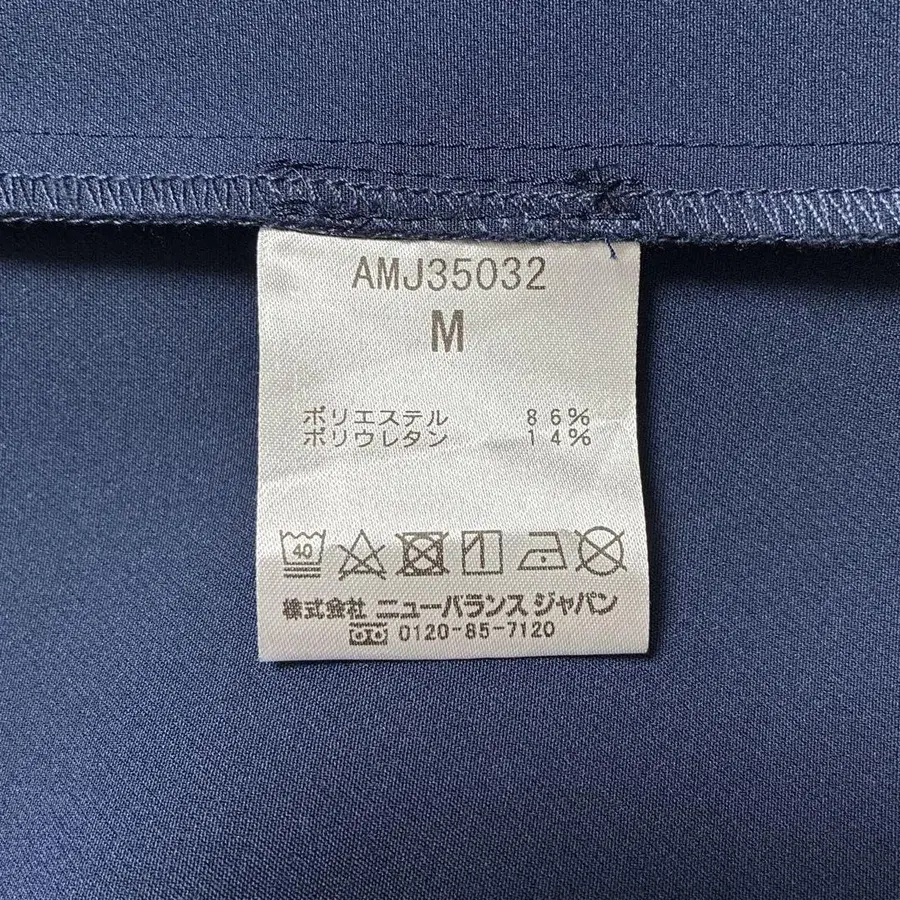 AMJ35032
M
ポリエステル 86%
ポリウレタン 14%
40
株式会社 ニューバランス ジャパン
0120-85-7120